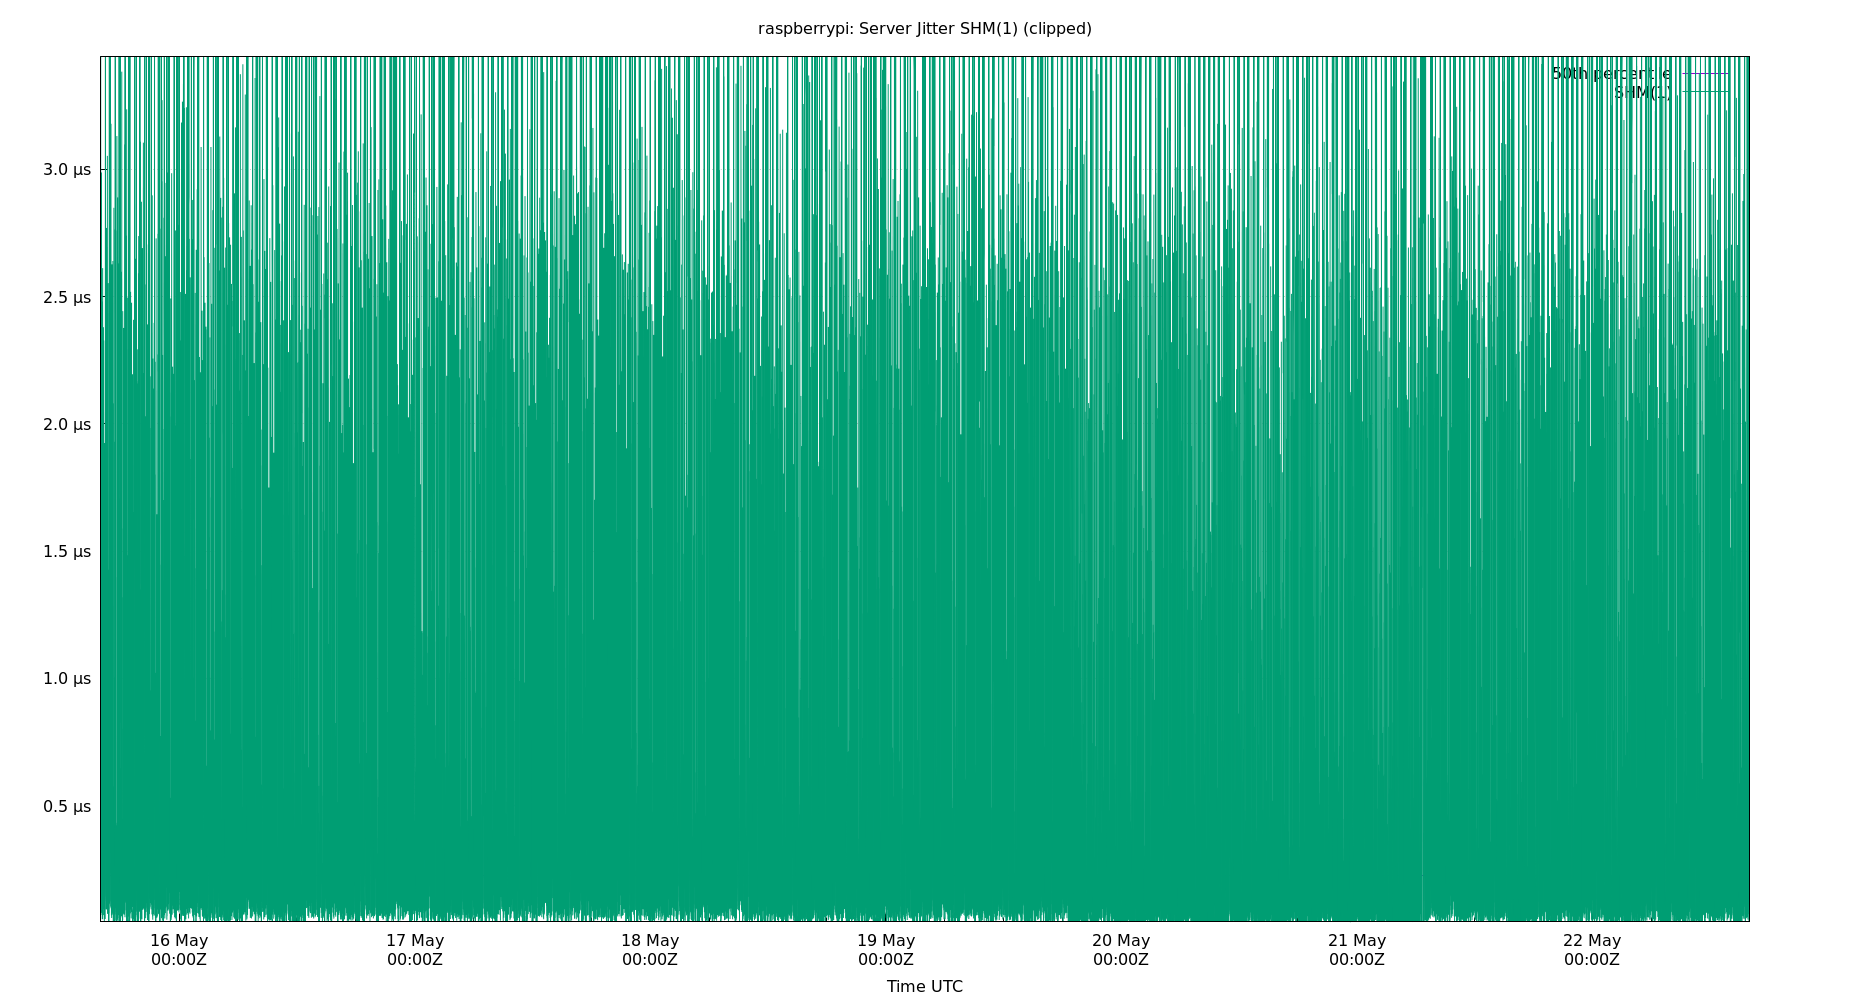 raspberrypi: Server Jitter SHM(1) (clipped)
50th percentile
SHM(1)
3.0 µs
2.5 µs
2.0 µs
1.5 µs
1.0 µs
0.5 µs
16 May 17 May 18 May 19 May 20 May 21 May 22 May
00:00Z 00:00Z 00:00Z 00:00Z 00:00Z 00:00Z 00:00Z
Time UTC